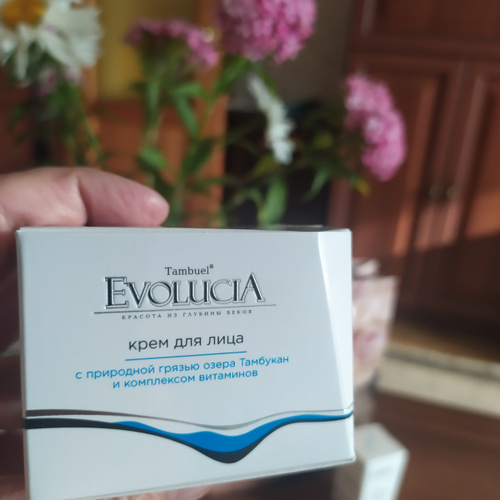 Tambuel®
EVOLUCIA
КРАСОТА ИЗ ГЛУБИНЫ ВЕКОВ
крем для лица
с природной грязью озера Тамбукан
и комплексом витаминов